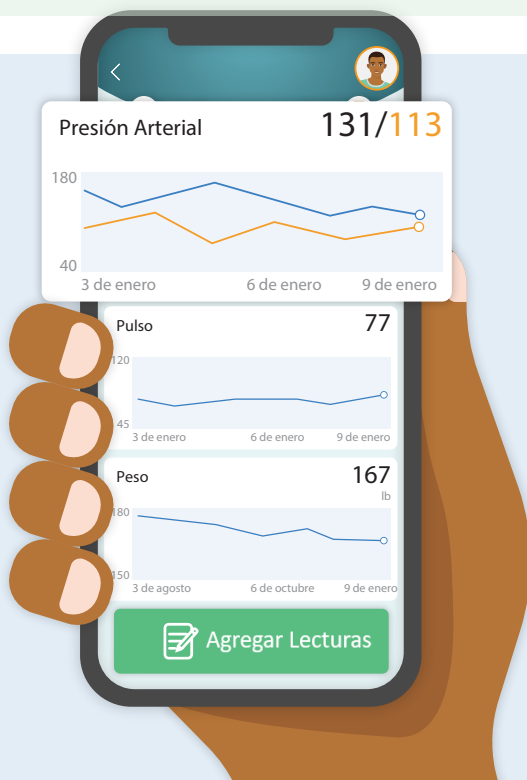 Presión Arterial 131/113
180
40
3 de enero 6 de enero 9 de enero
Pulso 77
120
45
3 de enero 6 de enero 9 de enero
Peso 167
lb
180
150
3 de agosto 6 de octubre 9 de enero
Agregar Lecturas